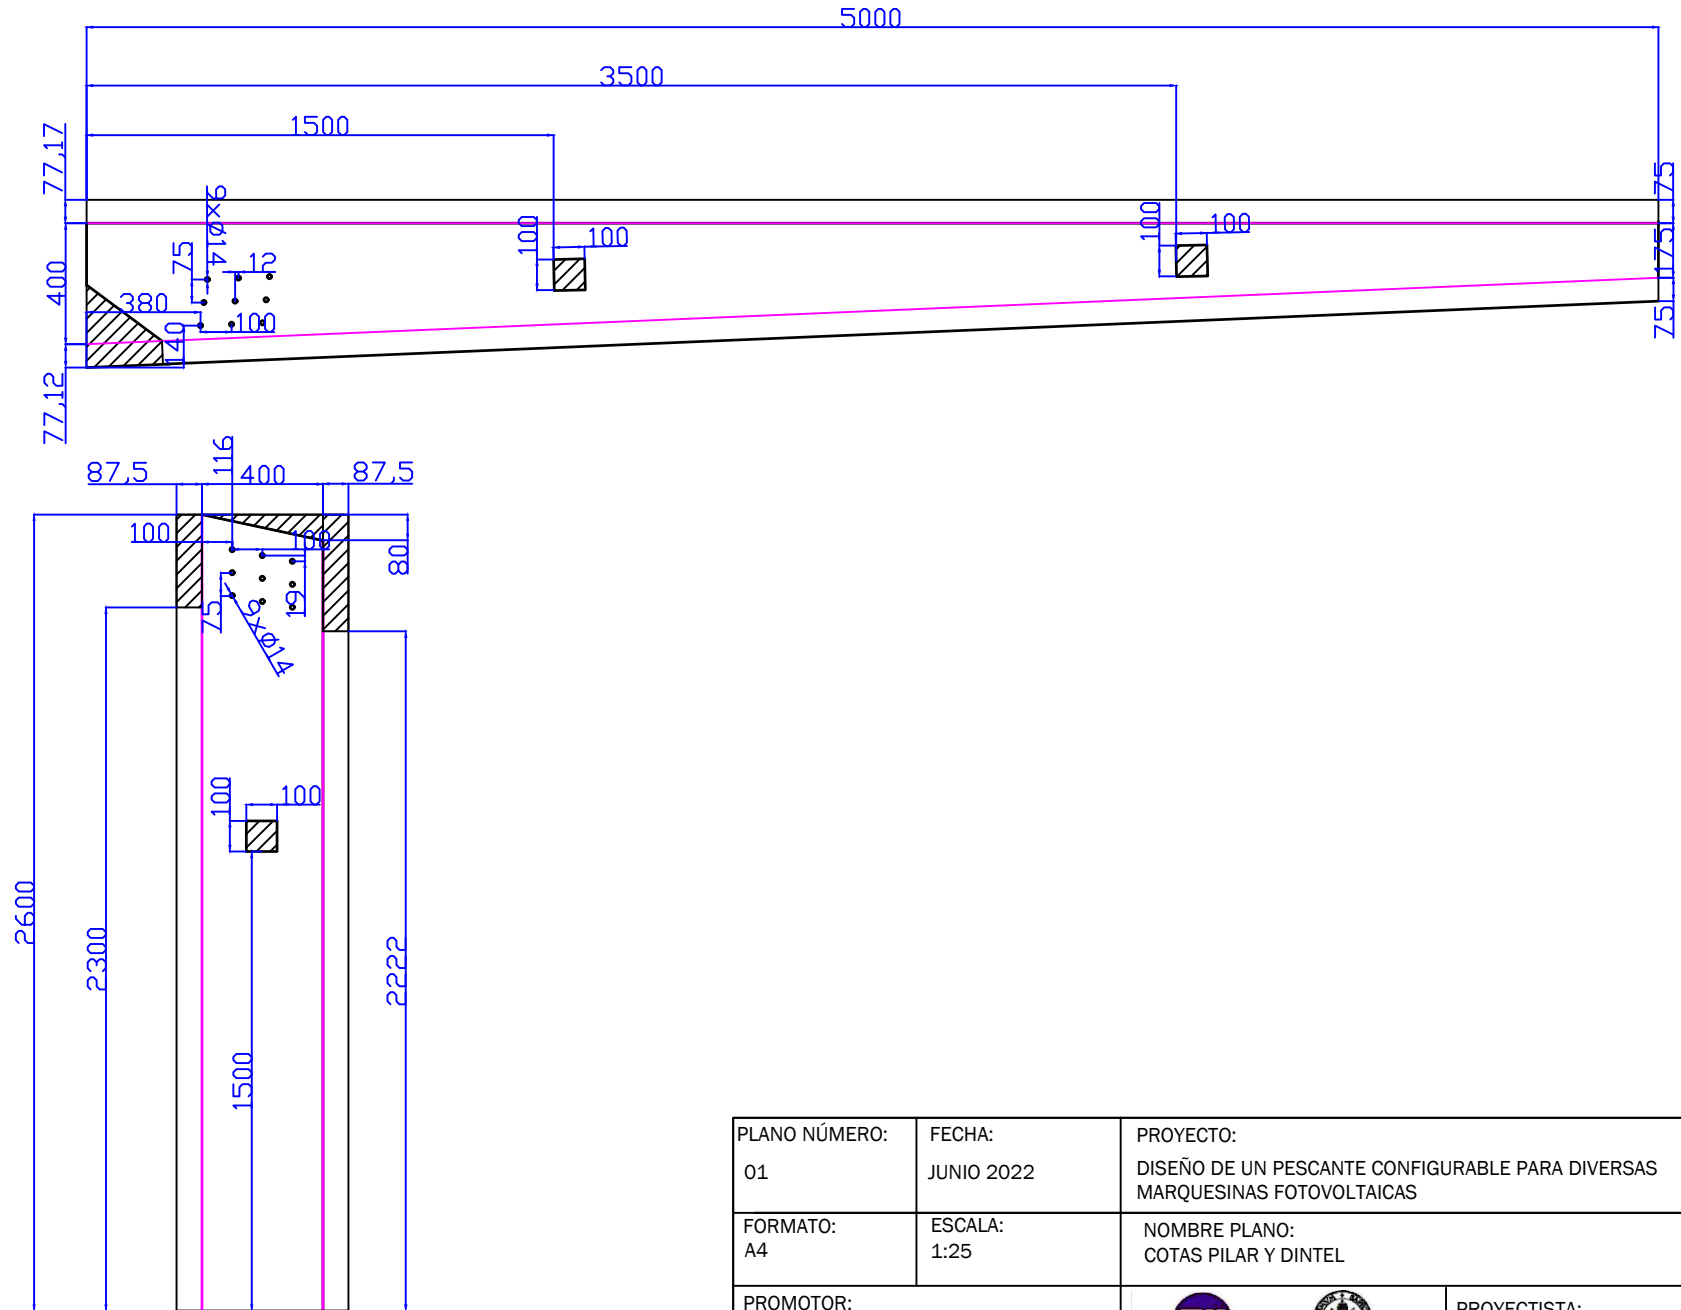 5000
3500
1500
77,17
75
9xØ14
100
100
100
100
75
12
175
400
380
100
140
75
77,12
116
87,5
400
87,5
100
100
80
75
19
9xØ14
100
100
2600
2300
2222
1500
PLANO NÚMERO:
01
FECHA:
JUNIO 2022
PROYECTO:
DISEÑO DE UN PESCANTE CONFIGURABLE PARA DIVERSAS
MARQUESINAS FOTOVOLTAICAS
FORMATO:
A4
ESCALA:
1:25
NOMBRE PLANO:
COTAS PILAR Y DINTEL
PROMOTOR:
PROYECTISTA: